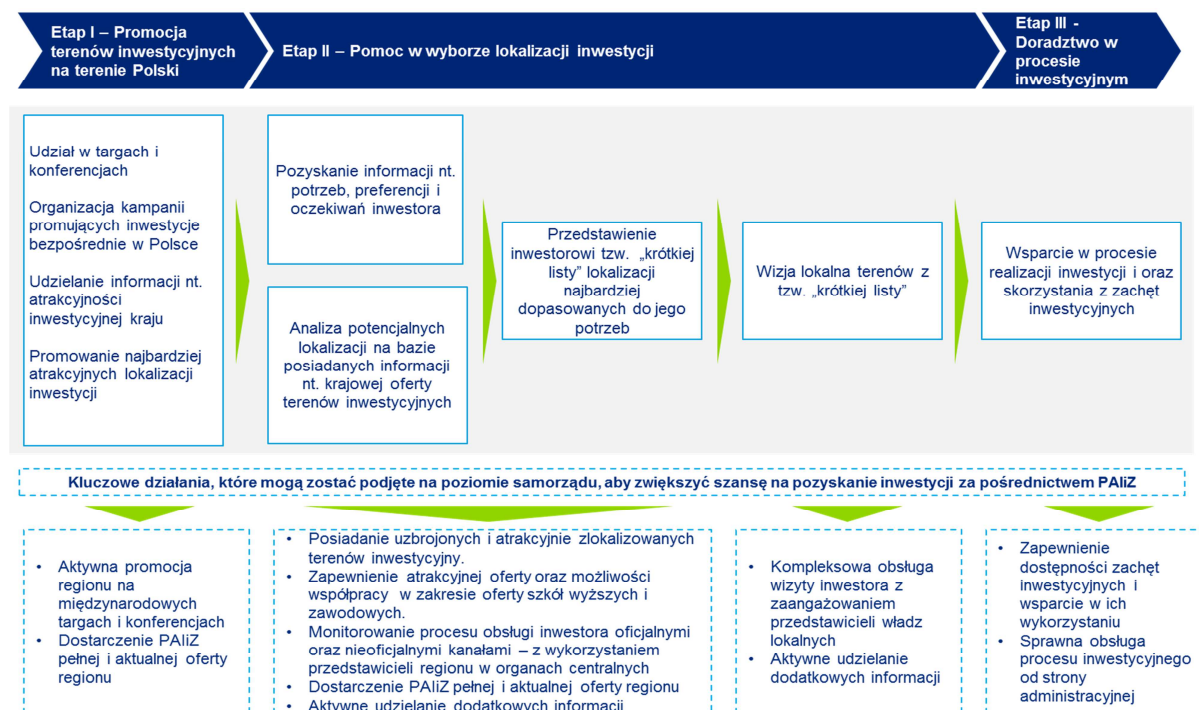 Etap I – Promocja
terenów inwestycyjnych
na terenie Polski
Etap II – Pomoc w wyborze lokalizacji inwestycji
Etap III -
Doradztwo w
procesie
inwestycyjnym
Udział w targach i
konferencjach
Organizacja kampanii
promujących inwestycje
bezpośrednie w Polsce
Udzielanie informacji nt.
atrakcyjności
inwestycyjnej kraju
Promowanie najbardziej
atrakcyjnych lokalizacji
inwestycji
Pozyskanie informacji nt.
potrzeb, preferencji i
oczekiwań inwestora
Analiza potencjalnych
lokalizacji na bazie
posiadanych informacji
nt. krajowej oferty
terenów inwestycyjnych
Przedstawienie
inwestorowi tzw. „krótkiej
listy” lokalizacji
najbardziej
dopasowanych do jego
potrzeb
Wizja lokalna terenów z
tzw. „krótkiej listy”
Wsparcie w procesie
realizacji inwestycji i oraz
skorzystania z zachęt
inwestycyjnych
Kluczowe działania, które mogą zostać podjęte na poziomie samorządu, aby zwiększyć szansę na pozyskanie inwestycji za pośrednictwem PAIiZ
• Aktywna promocja
regionu na
międzynarodowych
targach i konferencjach
• Dostarczenie PAIiZ
pełnej i aktualnej oferty
regionu
• Posiadanie uzbrojonych i atrakcyjnie zlokalizowanych
terenów inwestycyjny.
• Zapewnienie atrakcyjnej oferty oraz możliwości
współpracy w zakresie oferty szkół wyższych i
zawodowych.
• Monitorowanie procesu obsługi inwestora oficjalnymi
oraz nieoficjalnymi kanałami – z wykorzystaniem
przedstawicieli regionu w organach centralnych
• Dostarczenie PAIiZ pełnej i aktualnej oferty regionu
• Aktywne udzielanie dodatkowych informacji
• Kompleksowa obsługa
wizyty inwestora z
zaangażowaniem
przedstawicieli władz
lokalnych
• Aktywne udzielanie
dodatkowych informacji
• Zapewnienie
dostępności zachęt
inwestycyjnych i
wsparcie w ich
wykorzystaniu
• Sprawna obsługa
procesu inwestycyjnego
od strony
administracyjnej